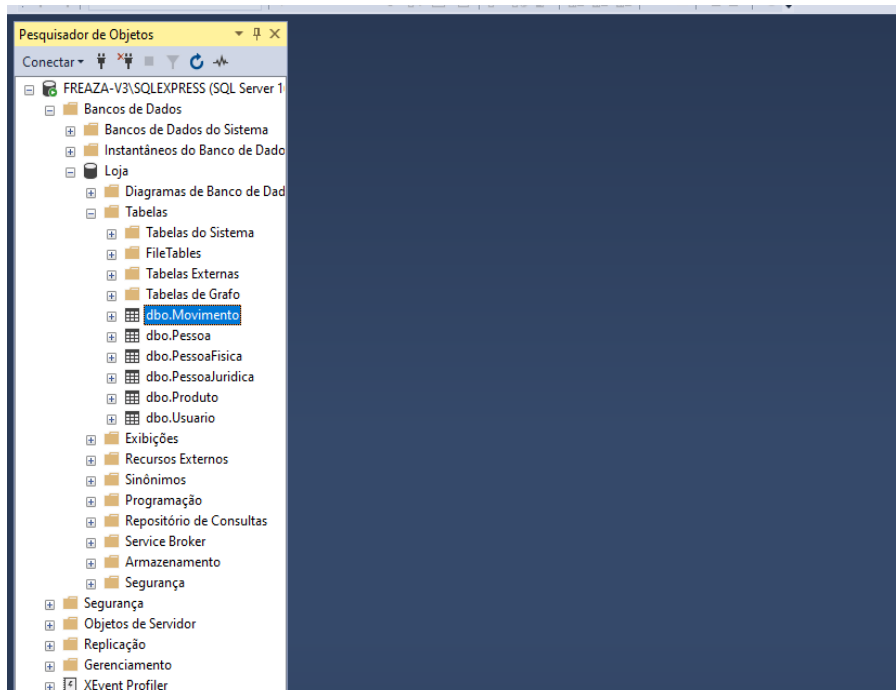 Pesquisador de Objetos
Conectar
FREAZA-V3\SQLEXPRESS (SQL Server 1
Bancos de Dados
Bancos de Dados do Sistema
Instantâneos do Banco de Dado
Loja
Diagramas de Banco de Dad
Tabelas
Tabelas do Sistema
FileTables
Tabelas Externas
Tabelas de Grafo
dbo.Movimento
dbo.Pessoa
dbo.PessoaFisica
dbo.PessoaJuridica
dbo.Produto
dbo.Usuario
Exibições
Recursos Externos
Sinônimos
Programação
Repositório de Consultas
Service Broker
Armazenamento
Segurança
Segurança
Objetos de Servidor
Replicação
Gerenciamento
XEvent Profiler